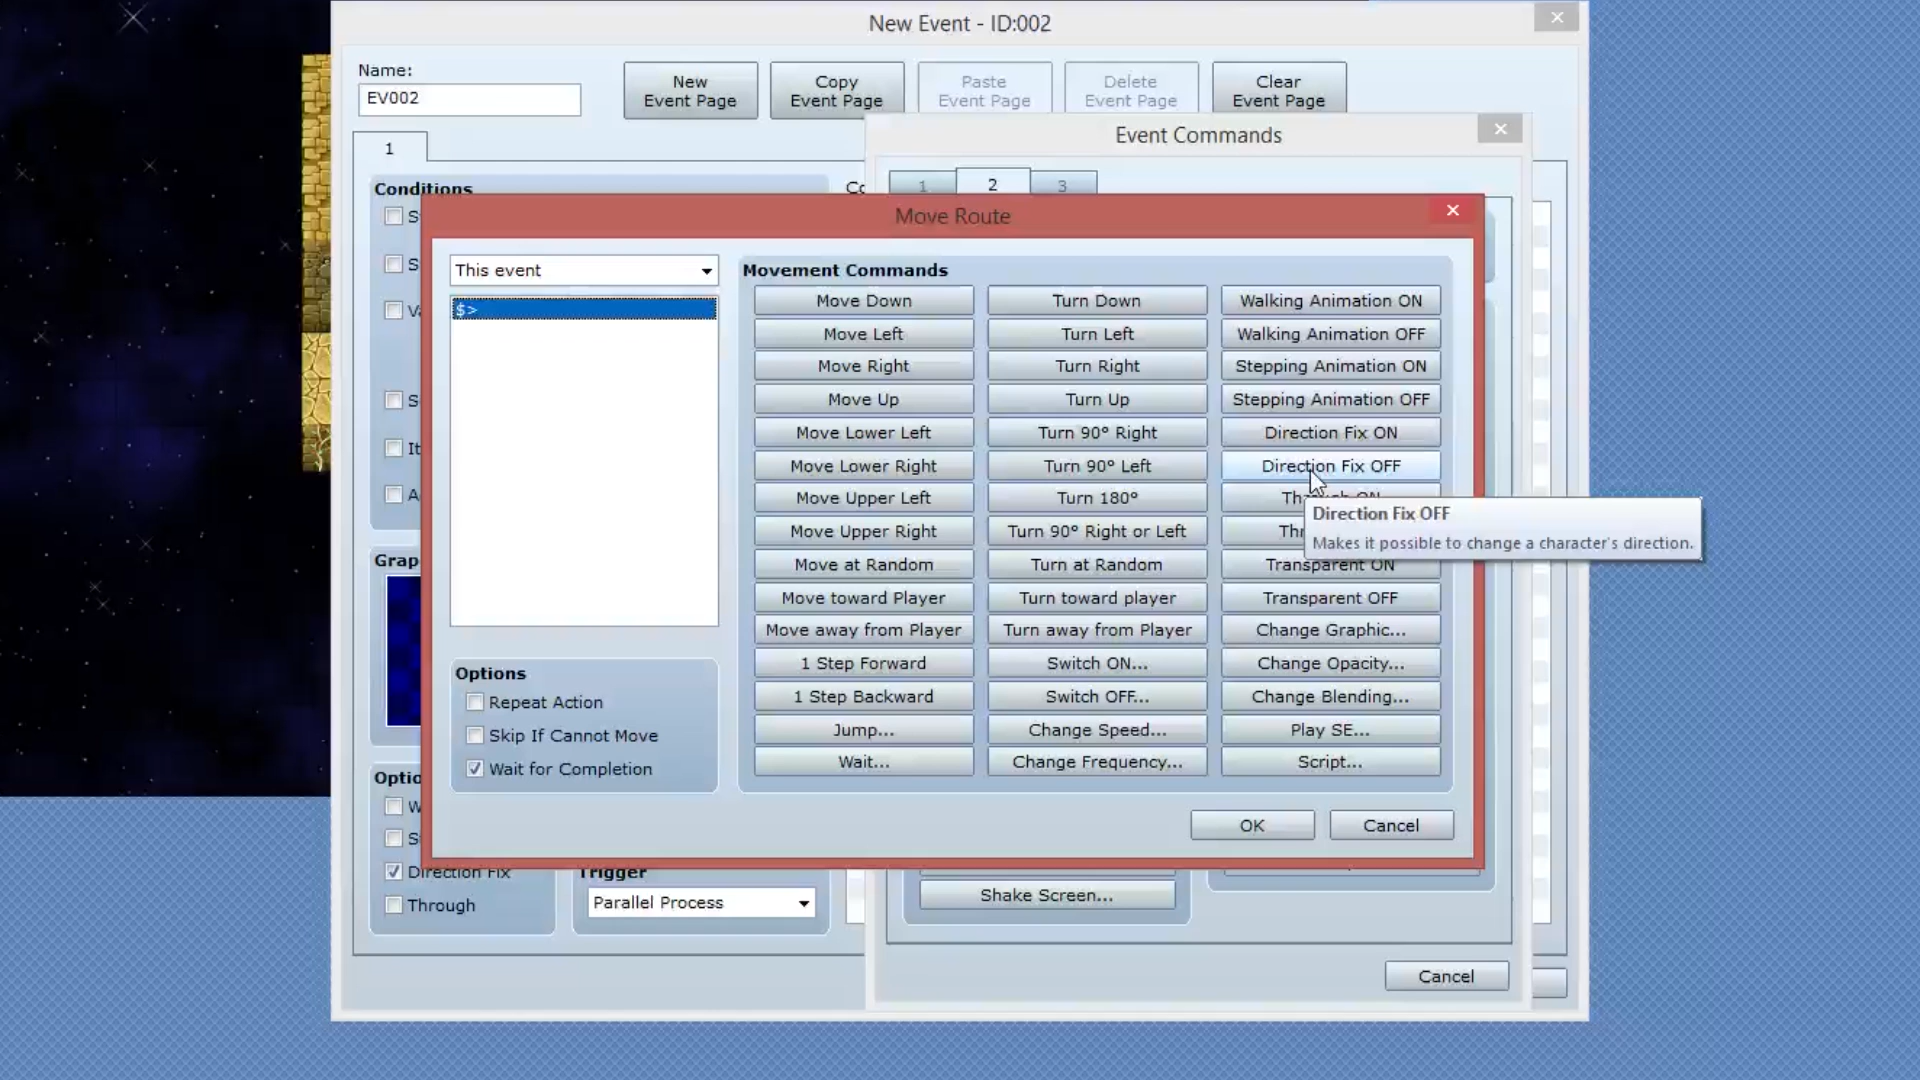 New Event - ID:002
Name:
EV002
New
Event Page
Copy
Event Page
Paste
Event Page
Delete
Event Page
Clear
Event Page
1
Event Commands
1
2
3
Conditions
Move Route
This event
$>
Movement Commands
Move Down
Turn Down
Walking Animation ON
Move Left
Turn Left
Walking Animation OFF
Move Right
Turn Right
Stepping Animation ON
Move Up
Turn Up
Stepping Animation OFF
Move Lower Left
Turn 90° Right
Direction Fix ON
Move Lower Right
Turn 90° Left
Direction Fix OFF
Move Upper Left
Turn 180°
Through ON
Direction Fix OFF
Makes it possible to change a character's direction.
Move Upper Right
Turn 90° Right or Left
Move at Random
Turn at Random
Transparent ON
Move toward Player
Turn toward player
Transparent OFF
Move away from Player
Turn away from Player
Change Graphic...
1 Step Forward
Switch ON...
Change Opacity...
1 Step Backward
Switch OFF...
Change Blending...
Jump...
Change Speed...
Play SE...
Wait...
Change Frequency...
Script...
Options
Repeat Action
Skip If Cannot Move
Wait for Completion
OK
Cancel
Direction Fix
Through
Trigger
Parallel Process
Shake Screen...
Cancel